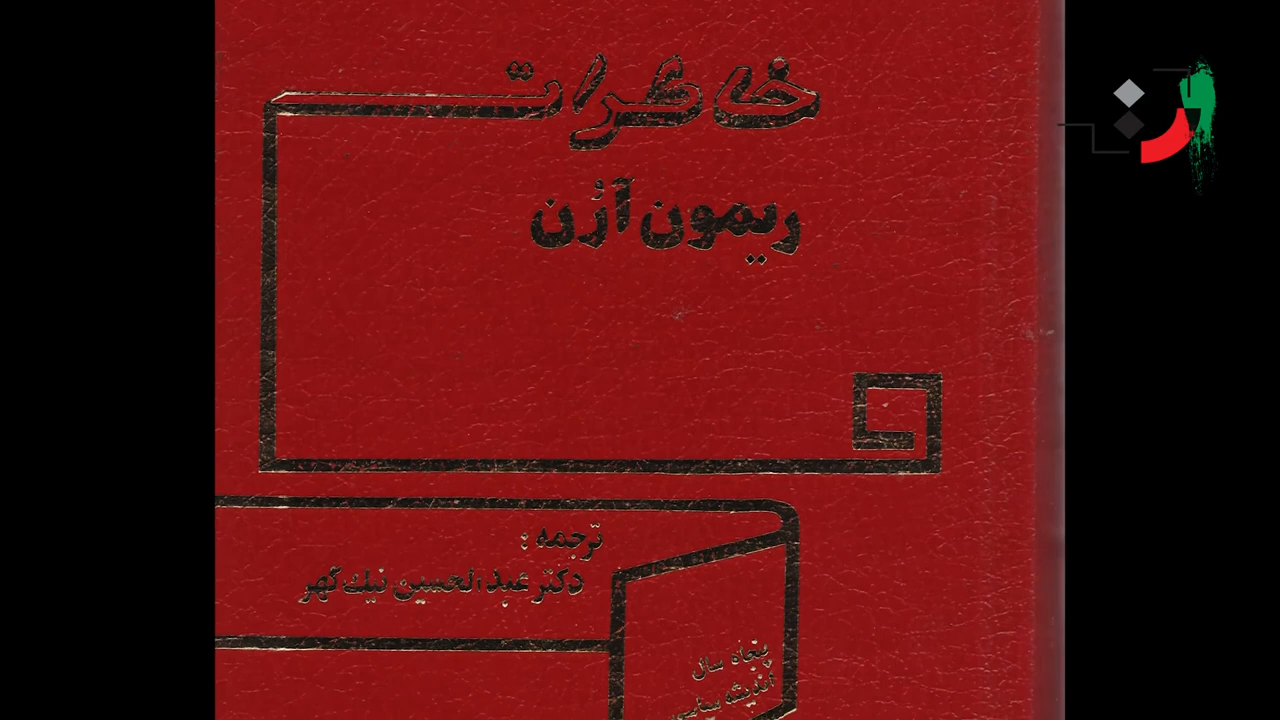 خاطرات
ریمون آرُن
ترجمه :
دکتر عبدالحسین نیک‌گهر
پنجاه سال
اندیشه سیاسی